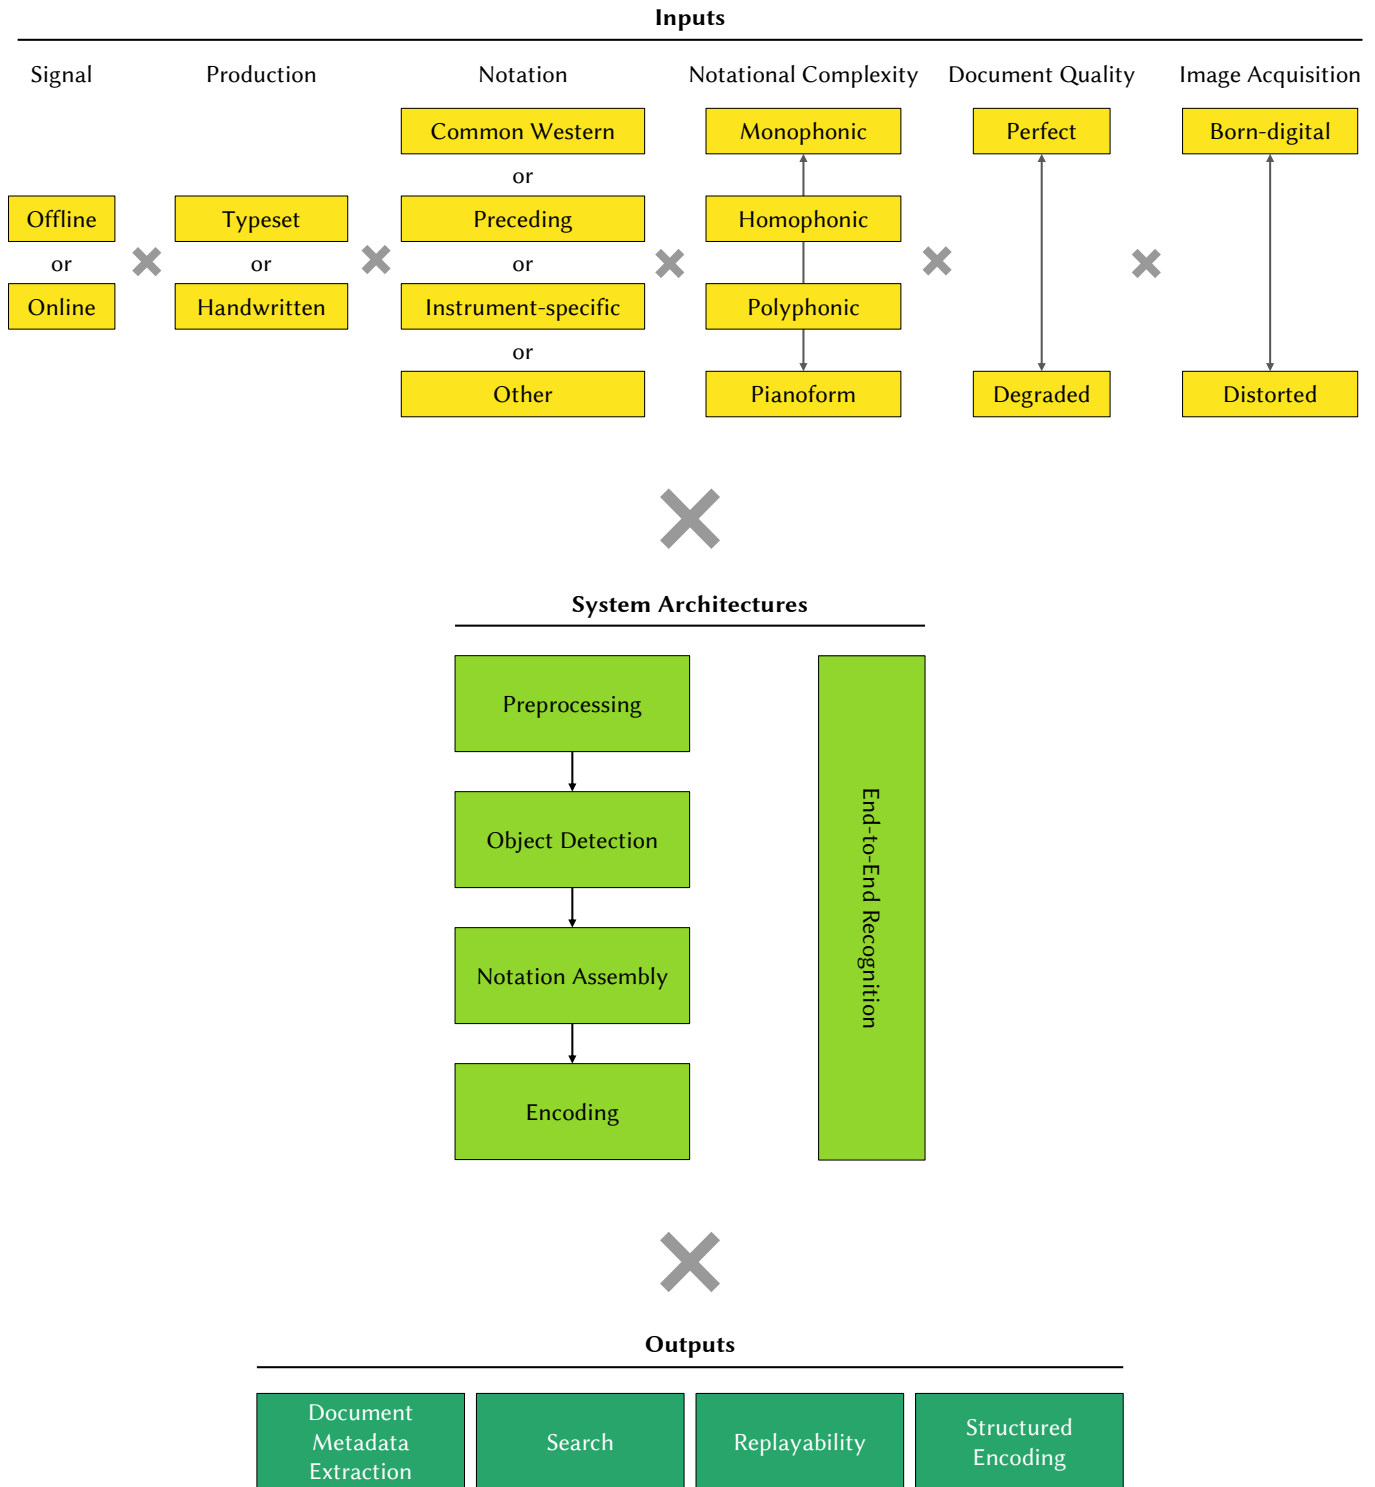 Inputs
Signal
Production
Notation
Notational Complexity
Document Quality
Image Acquisition
Offline
or
Online
Typeset
or
Handwritten
Common Western
or
Preceding
or
Instrument-specific
or
Other
Monophonic
Homophonic
Polyphonic
Pianoform
Perfect
Degraded
Born-digital
Distorted
System Architectures
Preprocessing
Object Detection
Notation Assembly
Encoding
End-to-End Recognition
Outputs
Document
Metadata
Extraction
Search
Replayability
Structured
Encoding